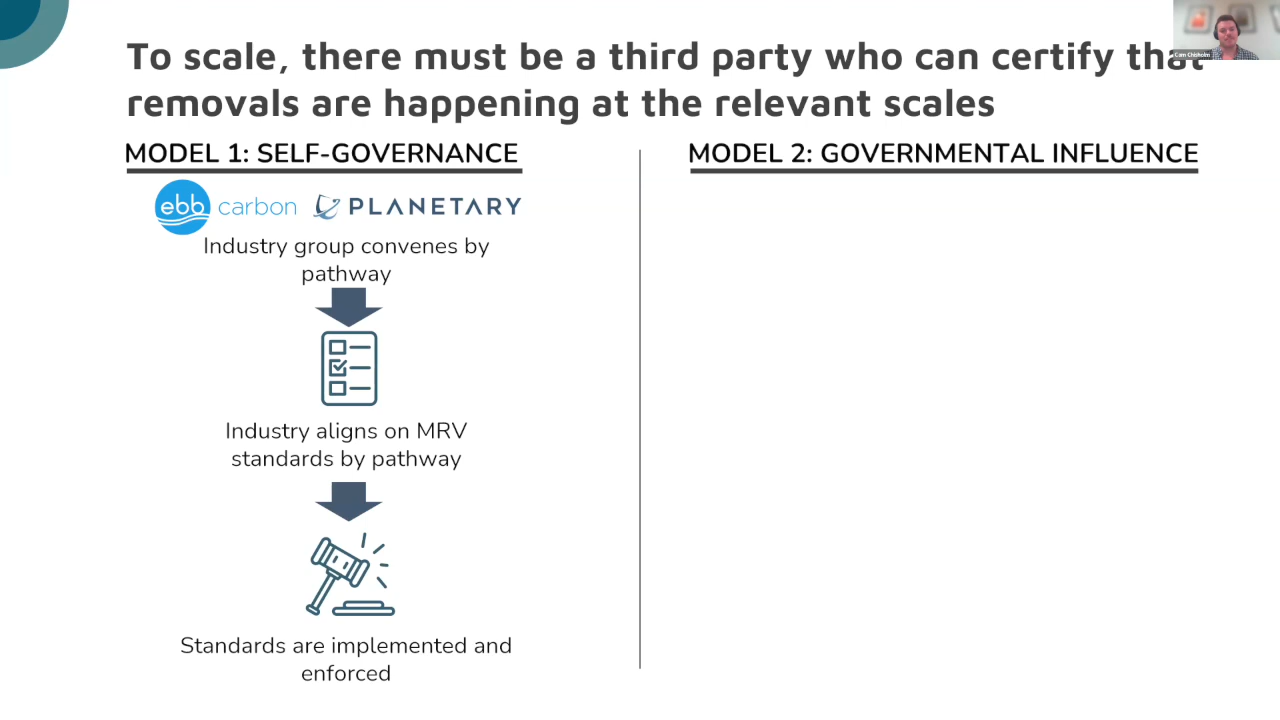 To scale, there must be a third party who can certify that
removals are happening at the relevant scales
Cam Chisholm
MODEL 1: SELF-GOVERNANCE
ebb carbon PLANETARY
Industry group convenes by
pathway
Industry aligns on MRV
standards by pathway
Standards are implemented and
enforced
MODEL 2: GOVERNMENTAL INFLUENCE